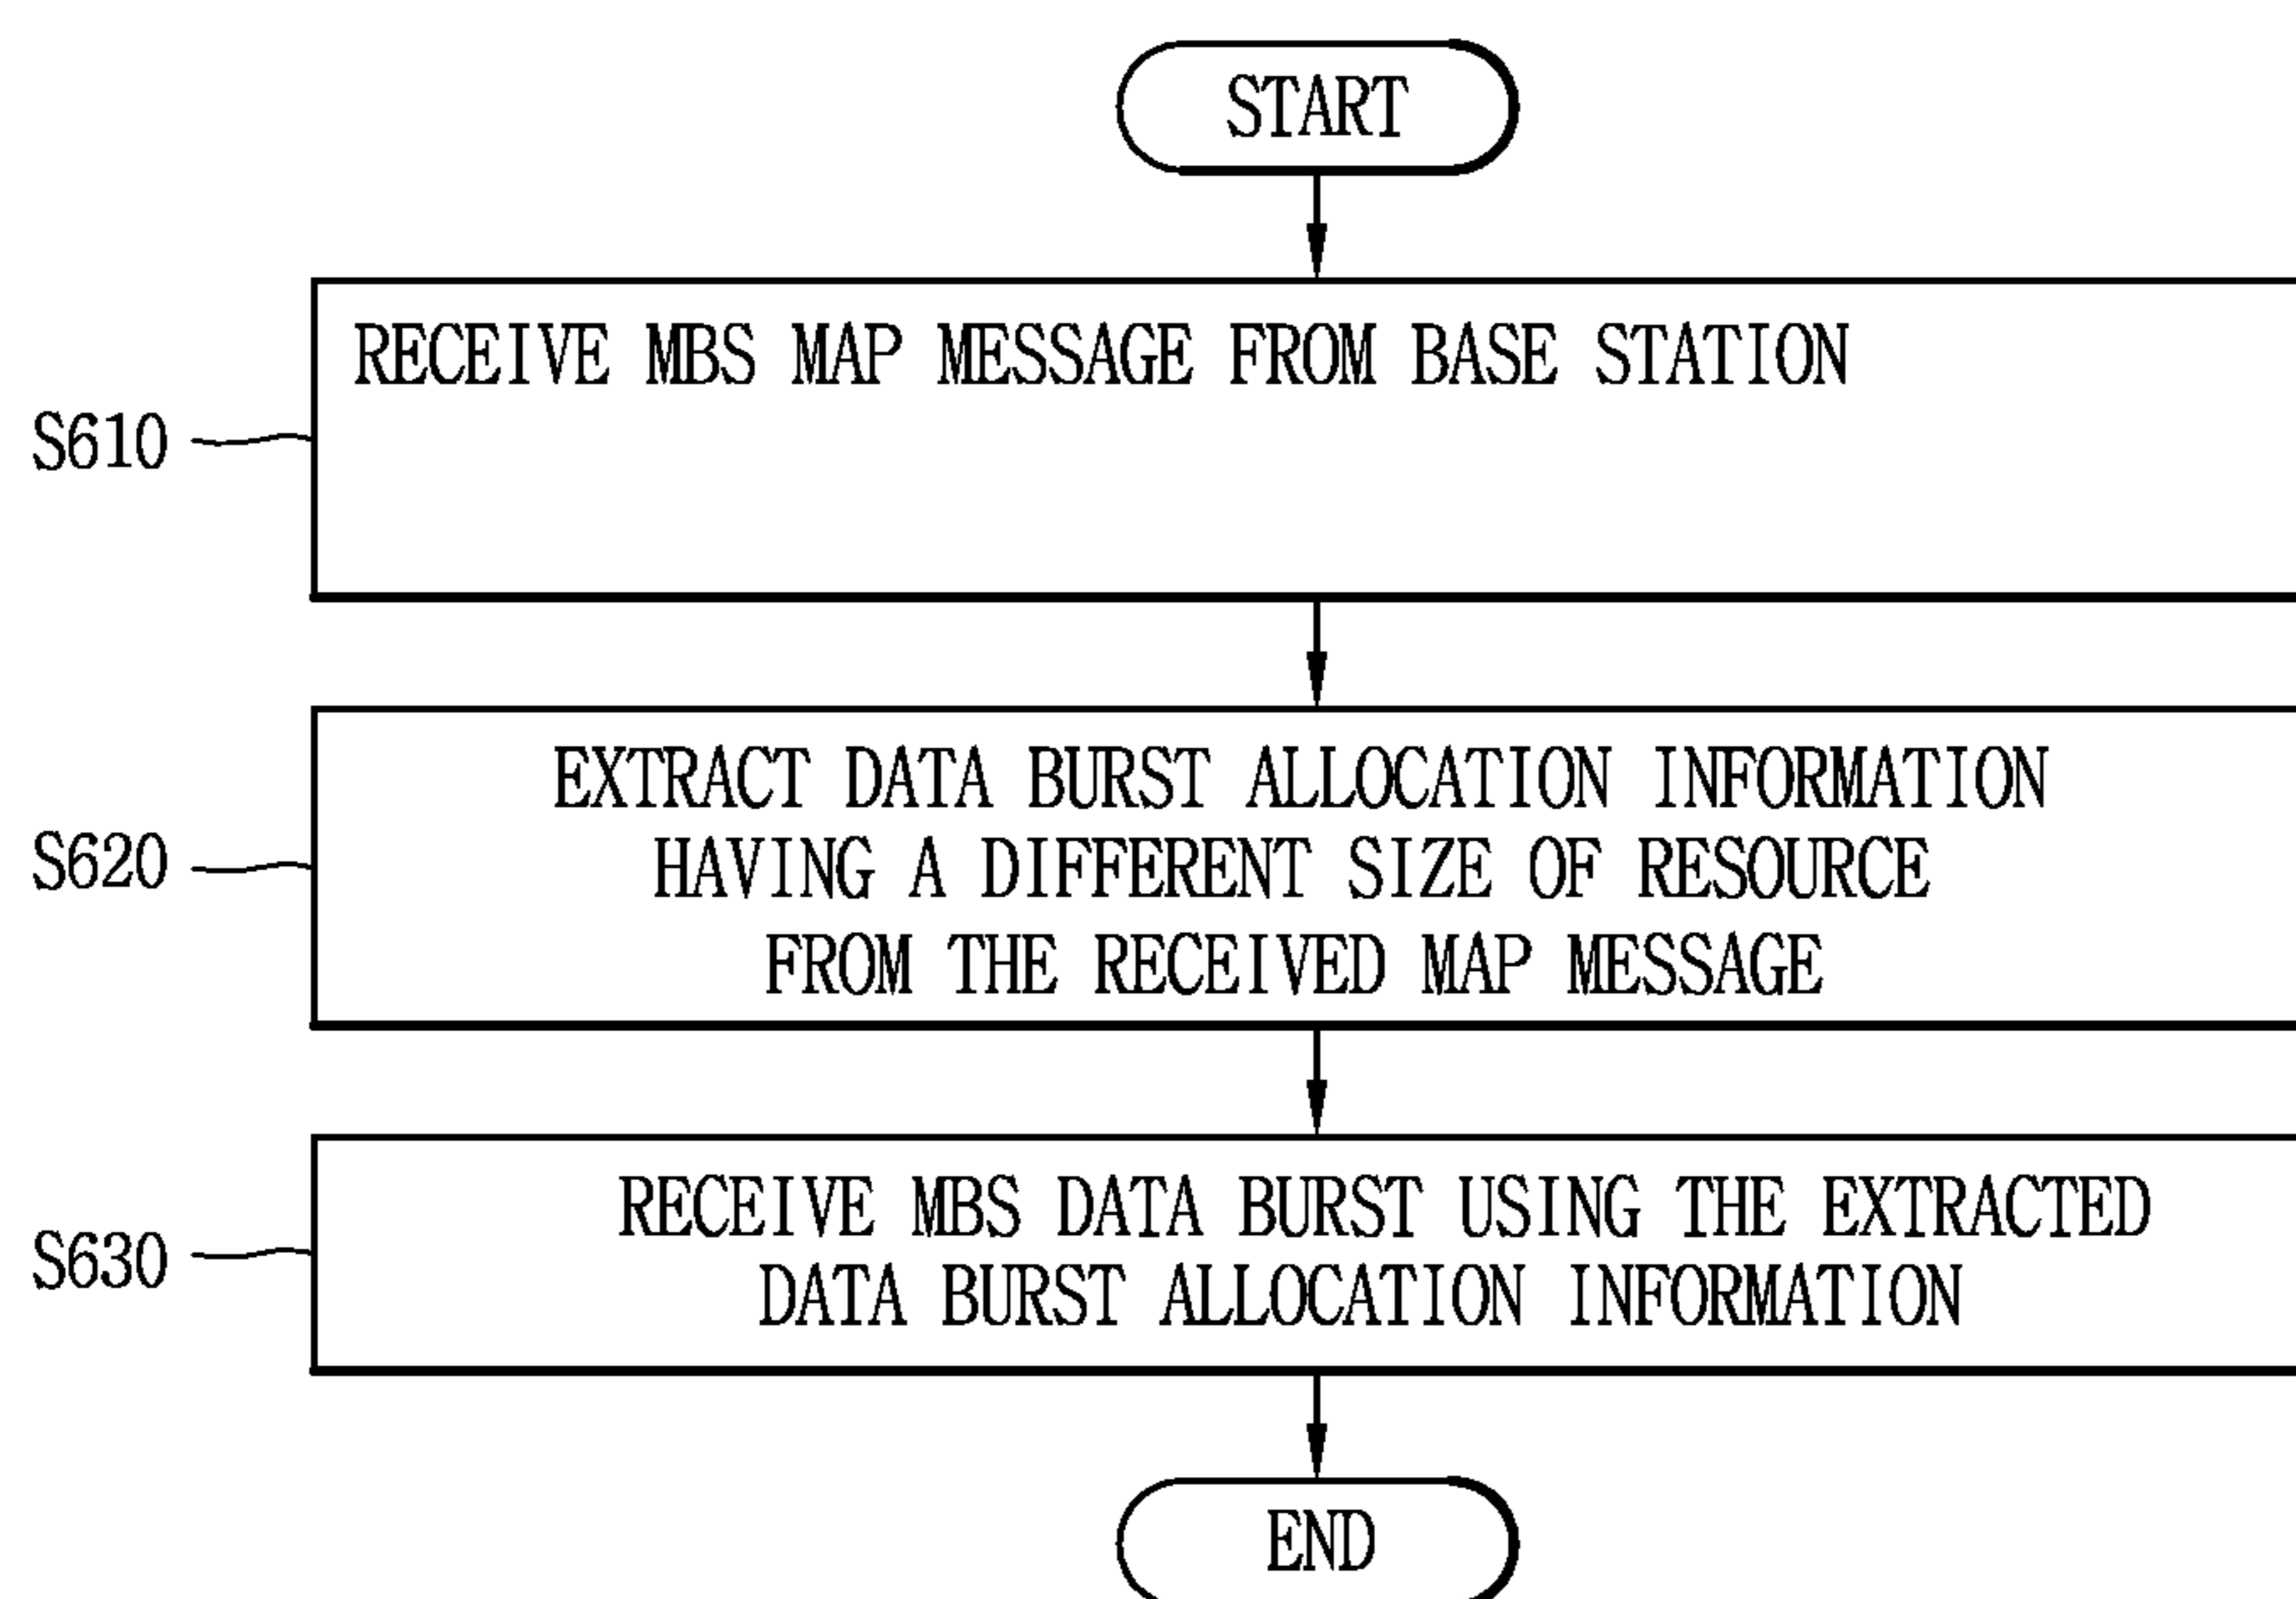 START
RECEIVE MBS MAP MESSAGE FROM BASE STATION
S610
EXTRACT DATA BURST ALLOCATION INFORMATION
HAVING A DIFFERENT SIZE OF RESOURCE
FROM THE RECEIVED MAP MESSAGE
S620
RECEIVE MBS DATA BURST USING THE EXTRACTED
DATA BURST ALLOCATION INFORMATION
S630
END